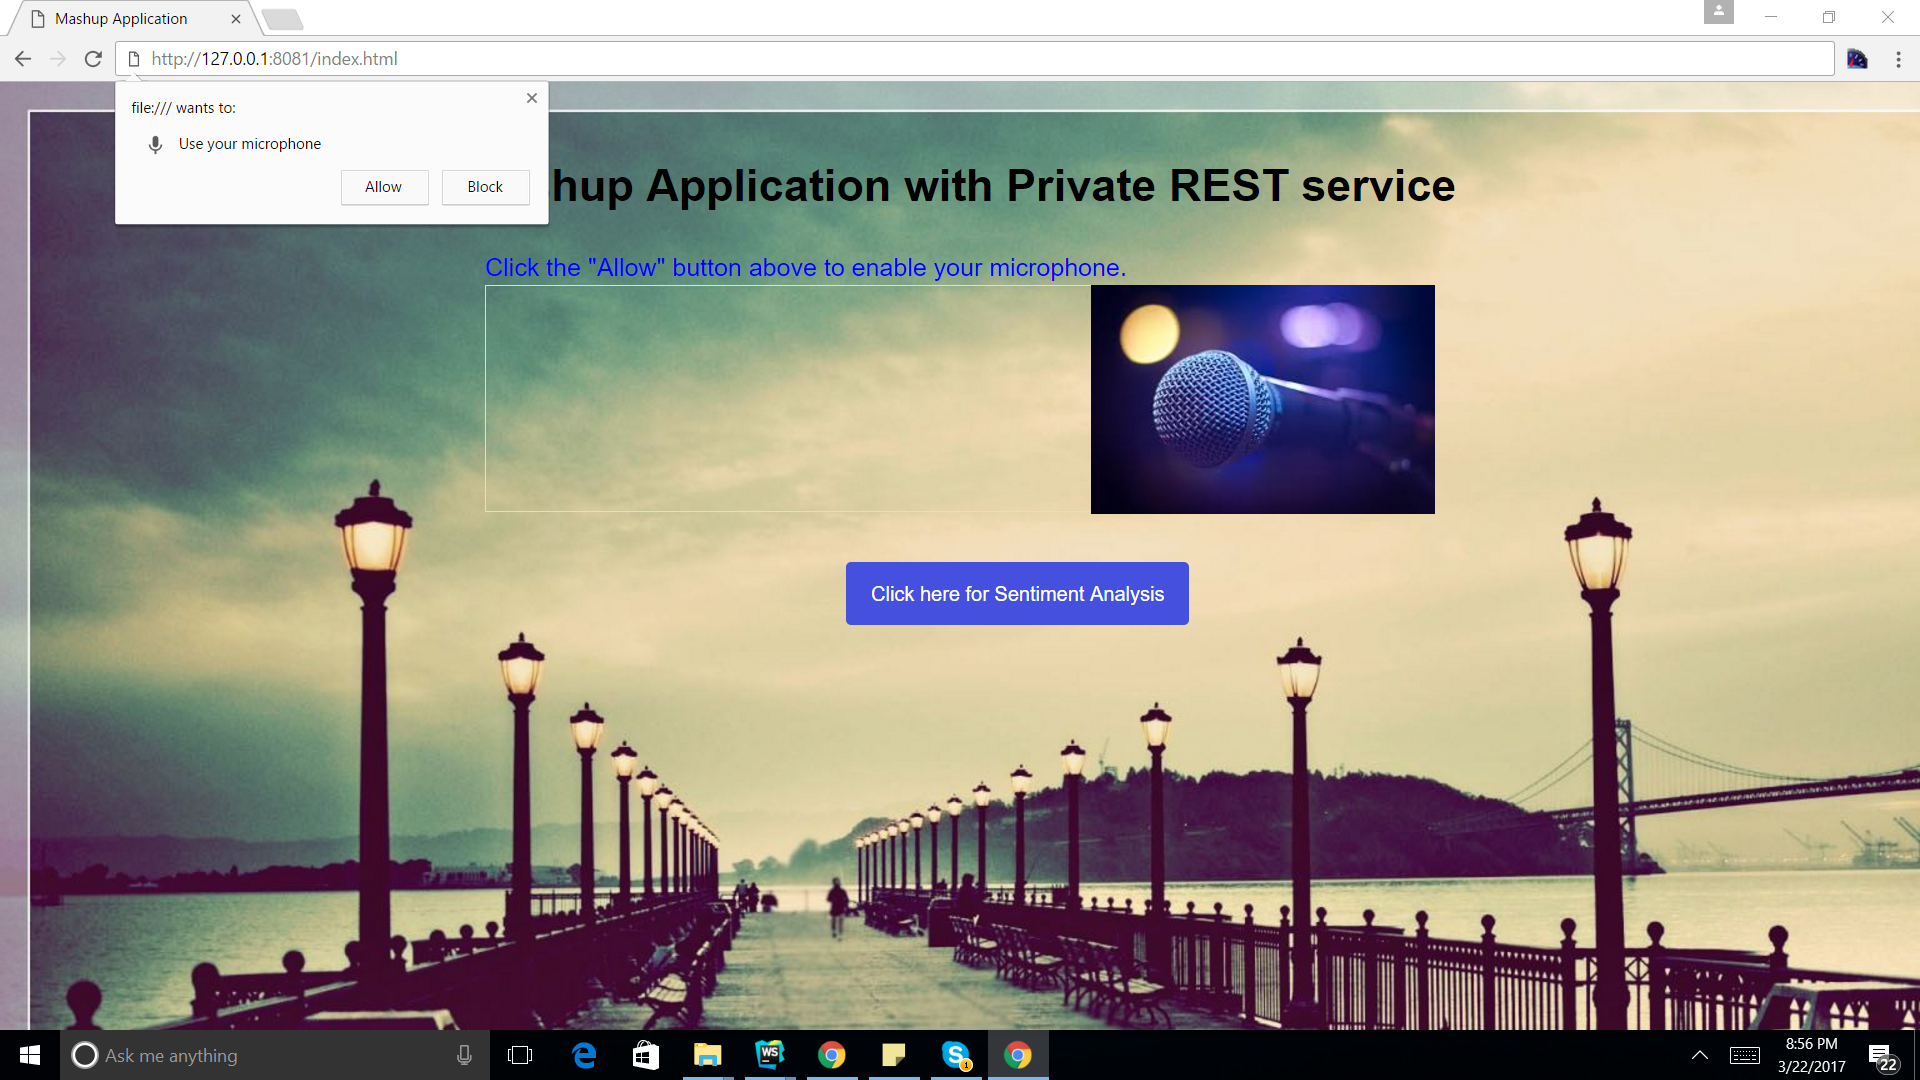 Mashup Application
http://127.0.0.1:8081/index.html
file:/// wants to:
Use your microphone
Allow
Block
hup Application with Private REST service
Click the "Allow" button above to enable your microphone.
Click here for Sentiment Analysis
Ask me anything
WS
S
1
8:56 PM
3/22/2017
22